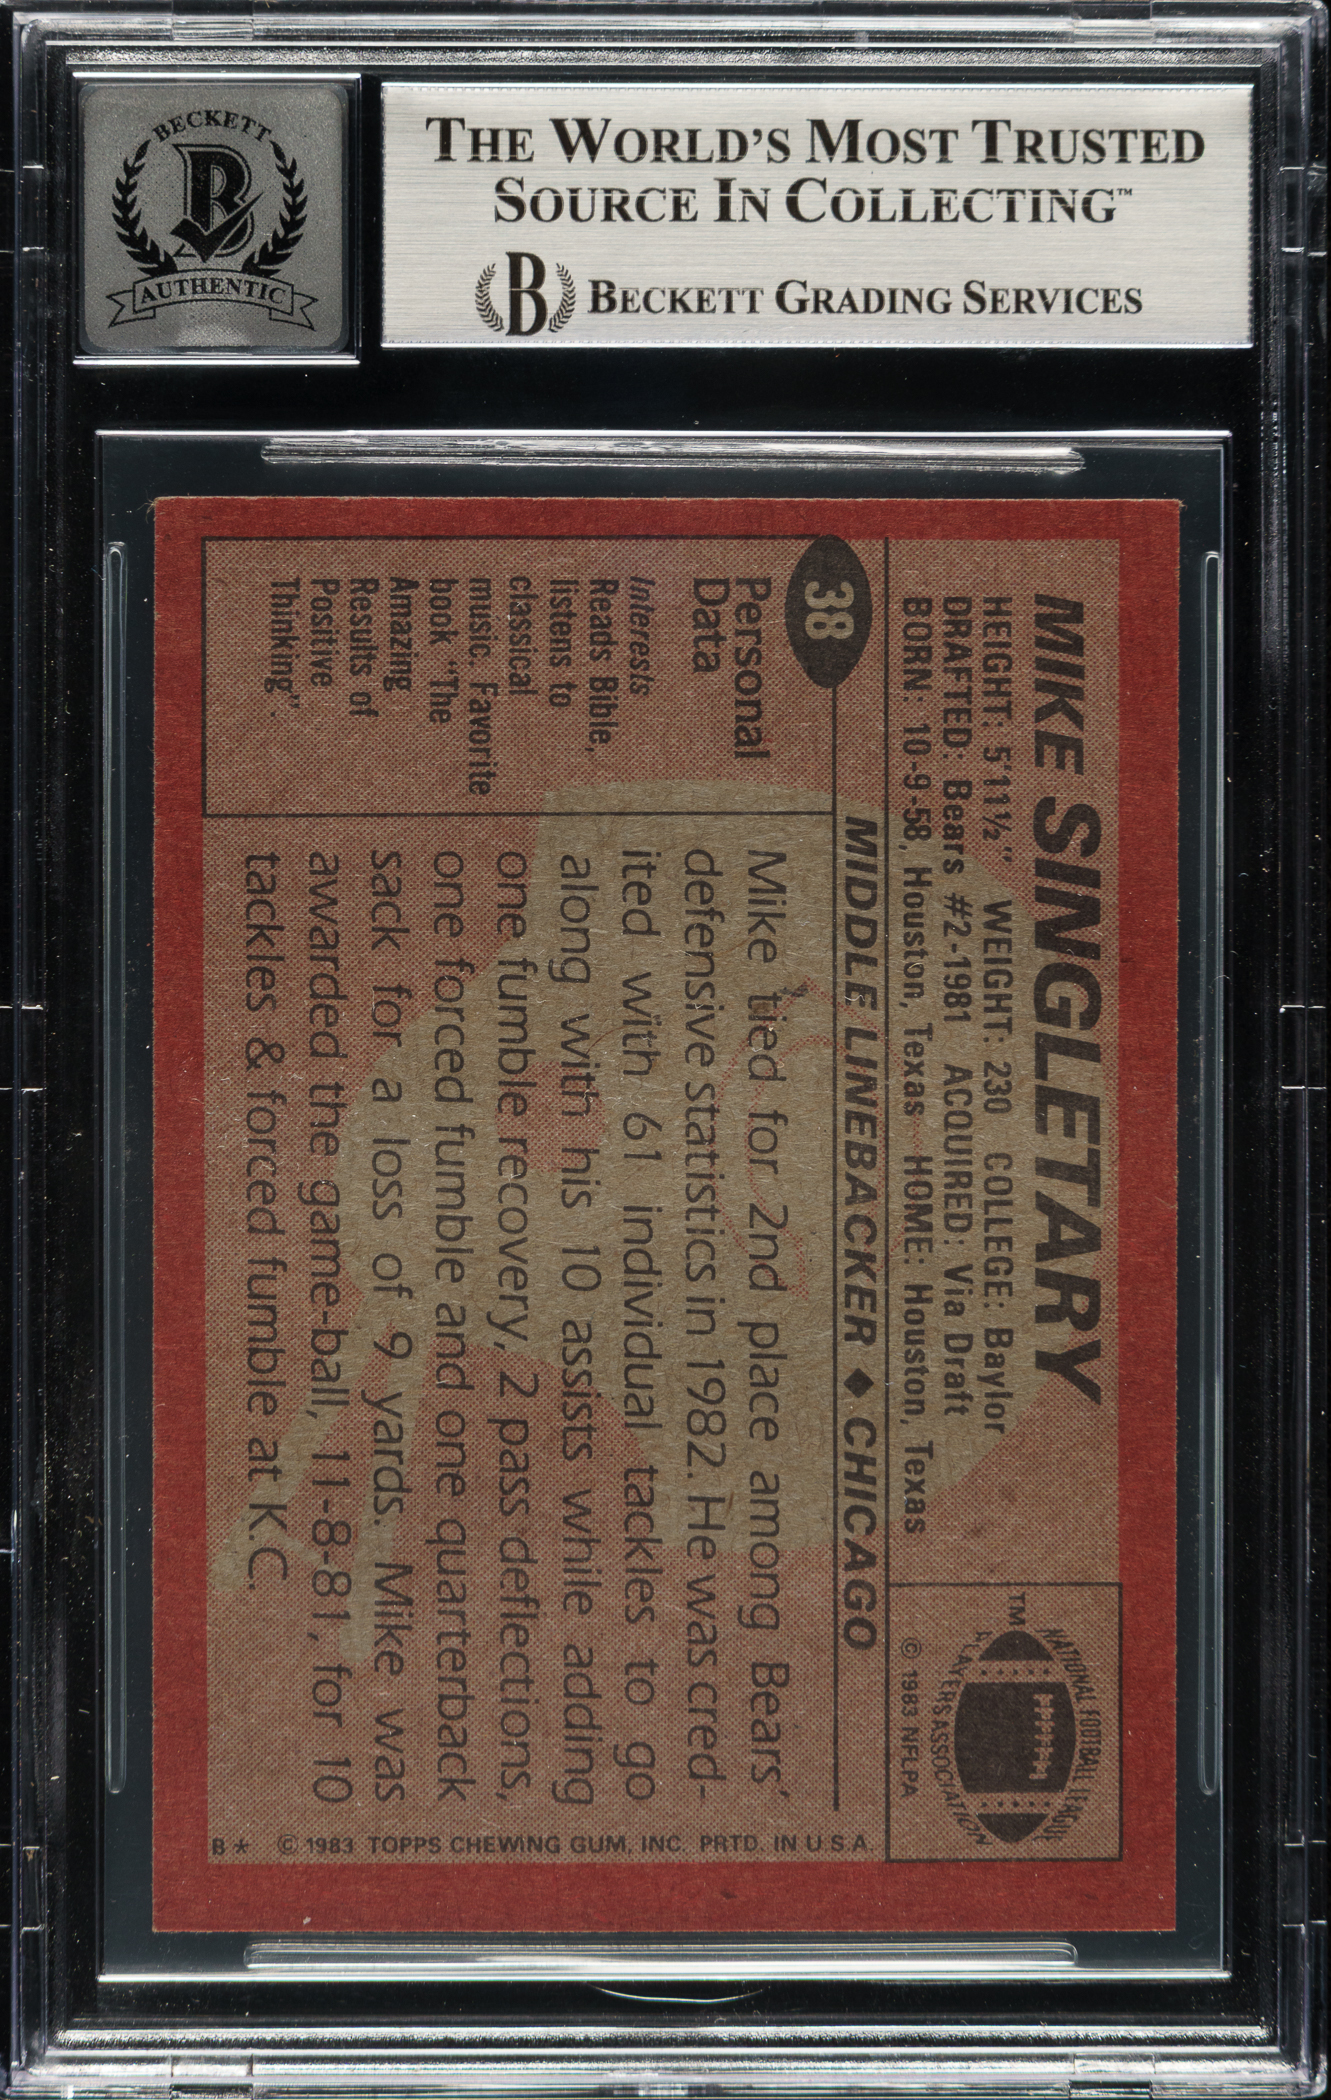 BECKETT
AUTHENTIC
THE WORLD'S MOST TRUSTED
SOURCE IN COLLECTING™
B BECKETT GRADING SERVICES
MIKE SINGLETARY
HEIGHT: 5'11½" WEIGHT: 230 COLLEGE: Baylor
DRAFTED: Bears #2-1981 ACQUIRED: Via Draft
BORN: 10-9-58, Houston, Texas HOME: Houston, Texas
NATIONAL FOOTBALL LEAGUE
PLAYERS ASSOCIATION
TM
© 1983 NFLPA
38
MIDDLE LINEBACKER ♦ CHICAGO
Personal
Data
Interests
Reads Bible,
listens to
classical
music. Favorite
book "The
Amazing
Results of
Positive
Thinking".
Mike tied for 2nd place among Bears'
defensive statistics in 1982. He was cred-
ited with 61 individual tackles to go
along with his 10 assists while adding
one fumble recovery, 2 pass deflections,
one forced fumble and one quarterback
sack for a loss of 9 yards. Mike was
awarded the game-ball, 11-8-81, for 10
tackles & forced fumble at K.C.
B* © 1983 TOPPS CHEWING GUM, INC. PRTD. IN U S A